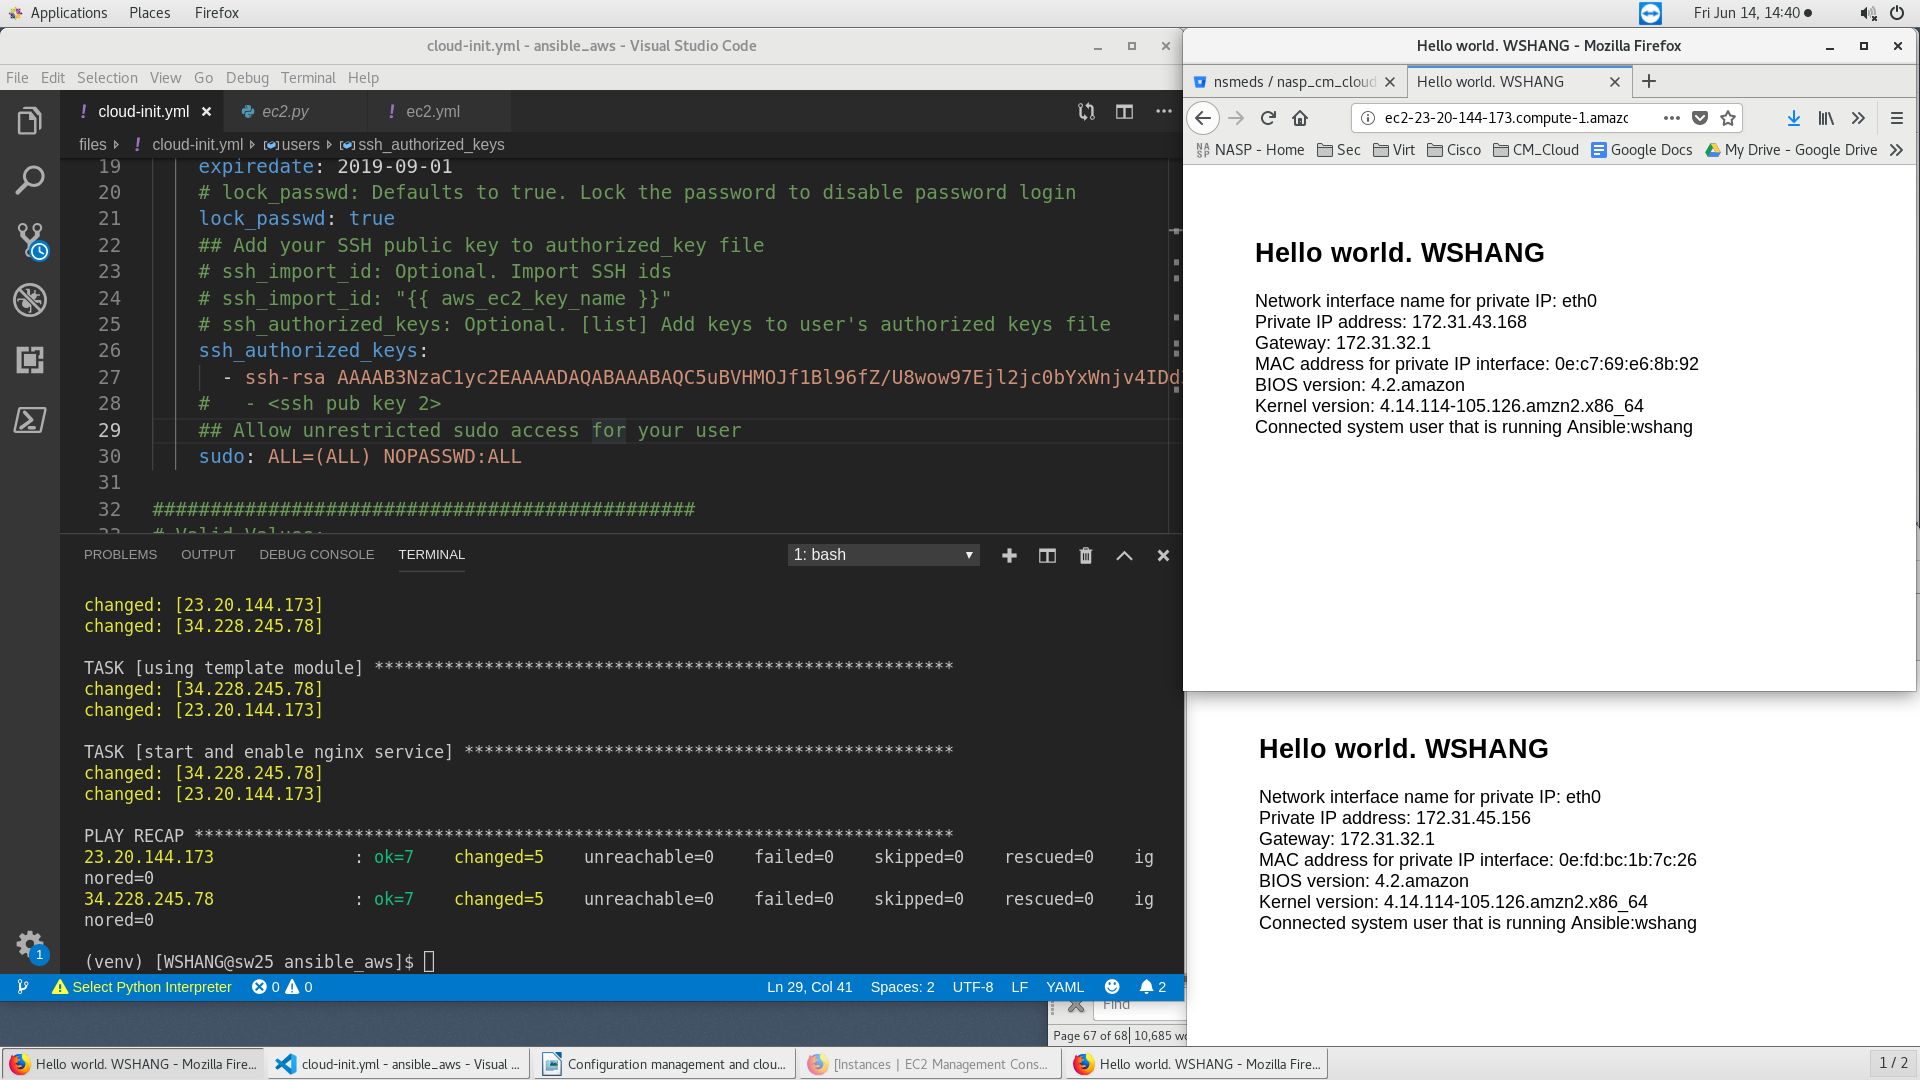 Applications Places Firefox
Fri Jun 14, 14:40
cloud-init.yml - ansible_aws - Visual Studio Code
File Edit Selection View Go Debug Terminal Help
cloud-init.yml
ec2.py
ec2.yml
files cloud-init.yml users ssh_authorized_keys
19 expiredate: 2019-09-01
20 # lock_passwd: Defaults to true. Lock the password to disable password login
21 lock_passwd: true
22 ## Add your SSH public key to authorized_key file
23 # ssh_import_id: Optional. Import SSH ids
24 # ssh_import_id: "{{ aws_ec2_key_name }}"
25 # ssh_authorized_keys: Optional. [list] Add keys to user's authorized keys file
26 ssh_authorized_keys:
27 - ssh-rsa AAAAB3NzaC1yc2EAAAADAQABAAABAQC5uBVHMOJf1Bl96fZ/U8wow97Ejl2jc0bYxWnjv4IDd
28 # - <ssh pub key 2>
29 ## Allow unrestricted sudo access for your user
30 sudo: ALL=(ALL) NOPASSWD:ALL
31
32 ###############################################
33 # Valid Values:
PROBLEMS OUTPUT DEBUG CONSOLE TERMINAL
1: bash
changed: [23.20.144.173]
changed: [34.228.245.78]
TASK [using template module] **********************************************************
changed: [34.228.245.78]
changed: [23.20.144.173]
TASK [start and enable nginx service] *************************************************
changed: [34.228.245.78]
changed: [23.20.144.173]
PLAY RECAP ****************************************************************************
23.20.144.173 : ok=7 changed=5 unreachable=0 failed=0 skipped=0 rescued=0 ig
nored=0
34.228.245.78 : ok=7 changed=5 unreachable=0 failed=0 skipped=0 rescued=0 ig
nored=0
(venv) [WSHANG@sw25 ansible_aws]$
1
Select Python Interpreter 0 0
Ln 29, Col 41 Spaces: 2 UTF-8 LF YAML 2
Hello world. WSHANG - Mozilla Firefox
nsmeds / nasp_cm_cloud
Hello world. WSHANG
ec2-23-20-144-173.compute-1.amazo
NASP - Home Sec Virt Cisco CM_Cloud Google Docs My Drive - Google Drive
Hello world. WSHANG
Network interface name for private IP: eth0
Private IP address: 172.31.43.168
Gateway: 172.31.32.1
MAC address for private IP interface: 0e:c7:69:e6:8b:92
BIOS version: 4.2.amazon
Kernel version: 4.14.114-105.126.amzn2.x86_64
Connected system user that is running Ansible:wshang
Hello world. WSHANG
Network interface name for private IP: eth0
Private IP address: 172.31.45.156
Gateway: 172.31.32.1
MAC address for private IP interface: 0e:fd:bc:1b:7c:26
BIOS version: 4.2.amazon
Kernel version: 4.14.114-105.126.amzn2.x86_64
Connected system user that is running Ansible:wshang
Find
Page 67 of 68 10,685 wo
Hello world. WSHANG - Mozilla Fire...
cloud-init.yml - ansible_aws - Visual ...
Configuration management and clou...
[Instances | EC2 Management Cons...
Hello world. WSHANG - Mozilla Fire...
1 / 2